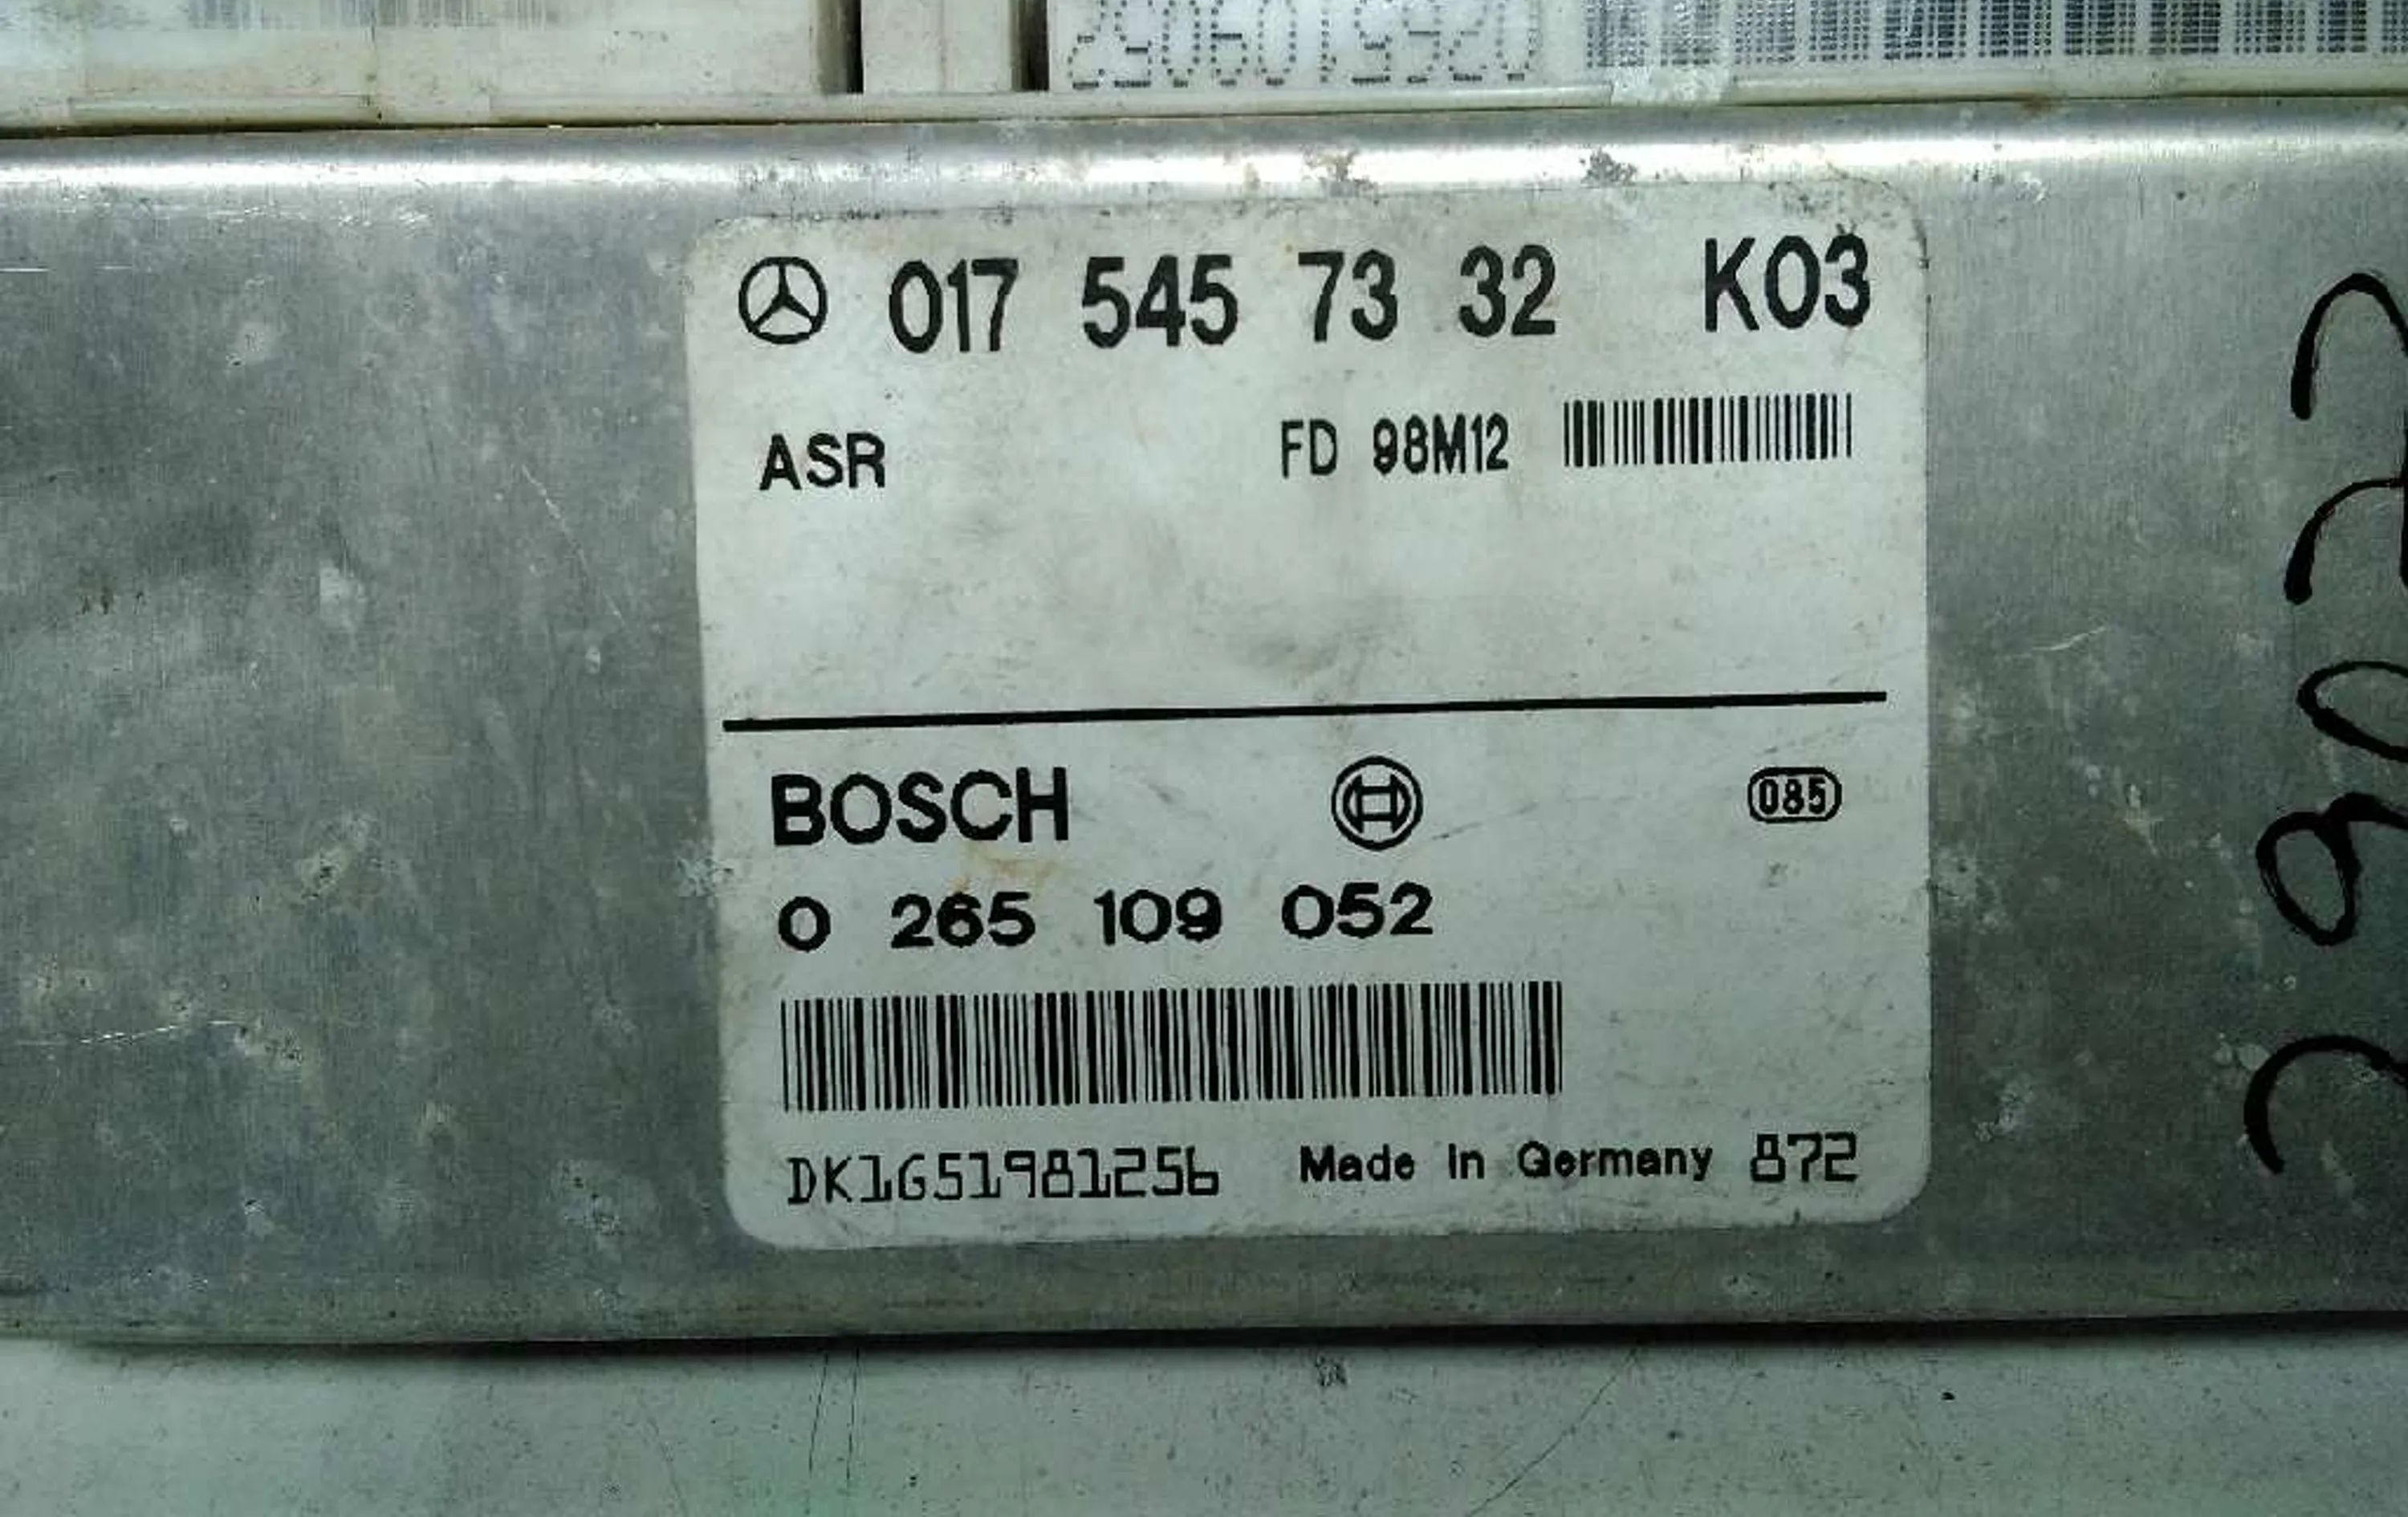 0265109052
017 545 73 32 K03
ASR FD 98M12
BOSCH 085
0 265 109 052
DK1G51981256 Made in Germany 872